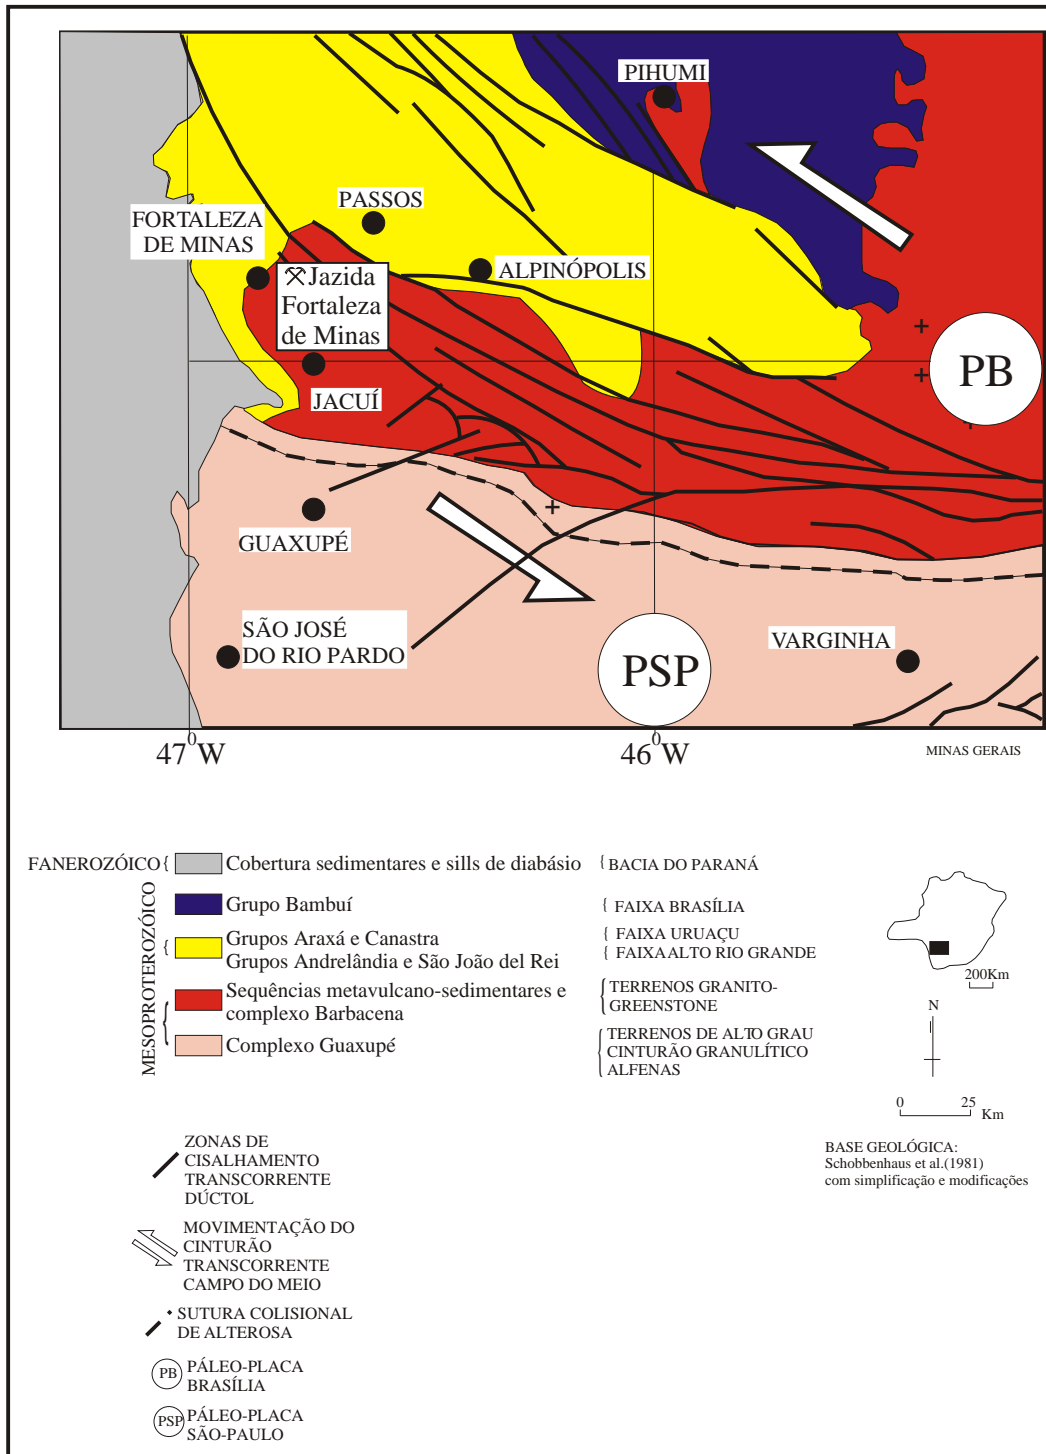 PIHUMI
PASSOS
FORTALEZA
DE MINAS
ALPINÓPOLIS
Jazida
Fortaleza
de Minas
PB
JACUÍ
GUAXUPÉ
SÃO JOSÉ
DO RIO PARDO
PSP
VARGINHA
47⁰W
46⁰W
MINAS GERAIS
FANEROZÓICO {
Cobertura sedimentares e sills de diabásio
{ BACIA DO PARANÁ
MESOPROTEROZÓICO
Grupo Bambuí
{ FAIXA BRASÍLIA
{ Grupos Araxá e Canastra
Grupos Andrelândia e São João del Rei
{ FAIXA URUAÇU
{ FAIXA ALTO RIO GRANDE
{ Sequências metavulcano-sedimentares e
complexo Barbacena
{ TERRENOS GRANITO-
GREENSTONE
Complexo Guaxupé
{ TERRENOS DE ALTO GRAU
CINTURÃO GRANULÍTICO
ALFENAS
200Km
N
0 25
Km
BASE GEOLÓGICA:
Schobbenhaus et al.(1981)
com simplificação e modificações
ZONAS DE
CISALHAMENTO
TRANSCORRENTE
DÚCTOL
MOVIMENTAÇÃO DO
CINTURÃO
TRANSCORRENTE
CAMPO DO MEIO
SUTURA COLISIONAL
DE ALTEROSA
PB
PÁLEO-PLACA
BRASÍLIA
PSP
PÁLEO-PLACA
SÃO-PAULO